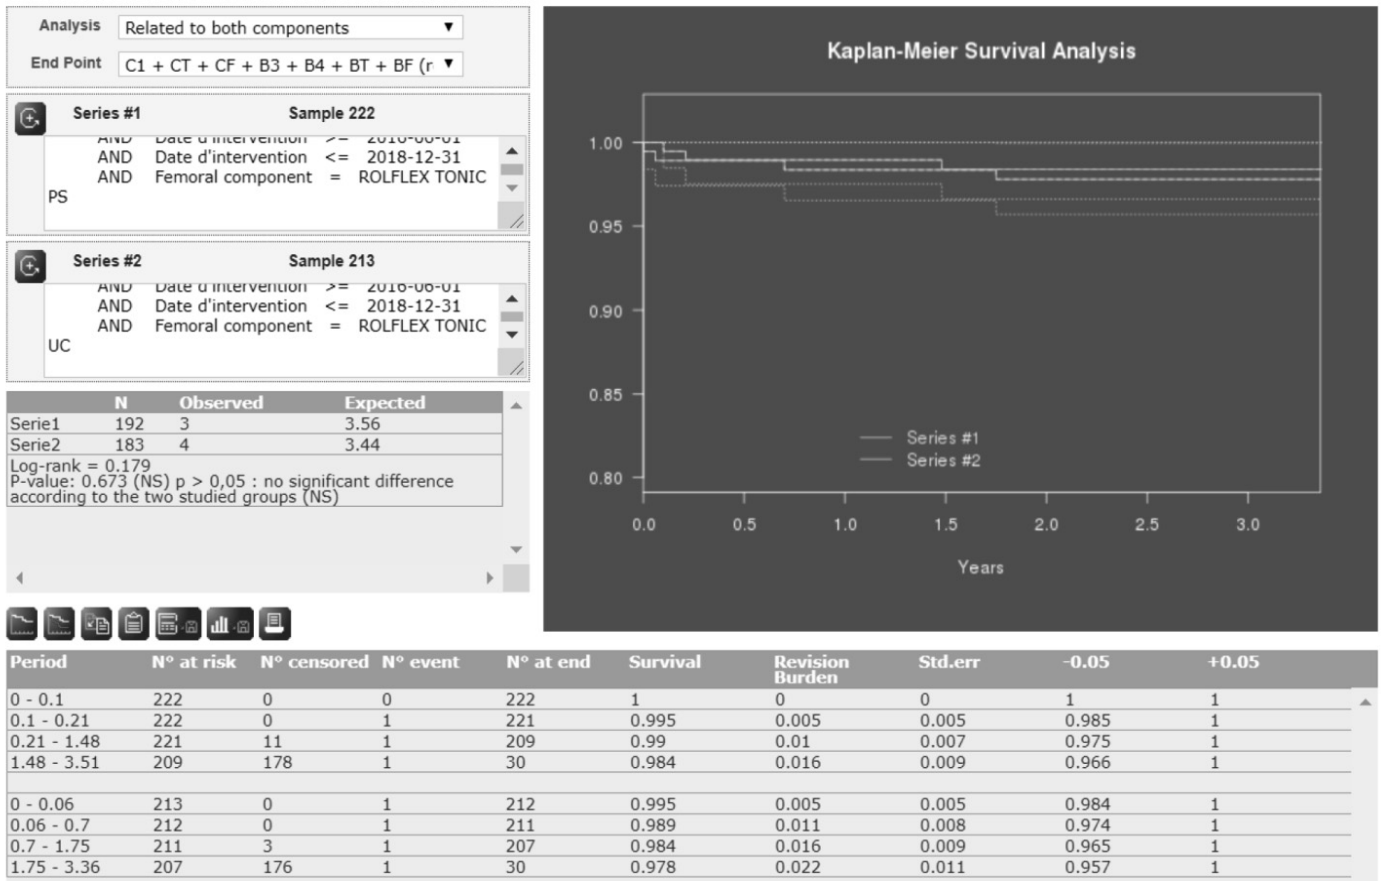 Analysis Related to both components
End Point C1 + CT + CF + B3 + B4 + BT + BF (r
Series #1 Sample 222
AND Date d'intervention >= 2016-06-01
AND Date d'intervention <= 2018-12-31
AND Femoral component = ROLFLEX TONIC
PS
Series #2 Sample 213
AND Date d'intervention >= 2016-06-01
AND Date d'intervention <= 2018-12-31
AND Femoral component = ROLFLEX TONIC
UC
N Observed Expected
Serie1 192 3 3.56
Serie2 183 4 3.44
Log-rank = 0.179
P-value: 0.673 (NS) p > 0,05 : no significant difference
according to the two studied groups (NS)
Kaplan-Meier Survival Analysis
1.00
0.95
0.90
0.85
0.80
Series #1
Series #2
0.0 0.5 1.0 1.5 2.0 2.5 3.0
Years
Period N° at risk N° censored N° event N° at end Survival Revision Std.err -0.05 +0.05
Burden
0 - 0.1 222 0 0 222 1 0 0 1 1
0.1 - 0.21 222 0 1 221 0.995 0.005 0.005 0.985 1
0.21 - 1.48 221 11 1 209 0.99 0.01 0.007 0.975 1
1.48 - 3.51 209 178 1 30 0.984 0.016 0.009 0.966 1
0 - 0.06 213 0 1 212 0.995 0.005 0.005 0.984 1
0.06 - 0.7 212 0 1 211 0.989 0.011 0.008 0.974 1
0.7 - 1.75 211 3 1 207 0.984 0.016 0.009 0.965 1
1.75 - 3.36 207 176 1 30 0.978 0.022 0.011 0.957 1